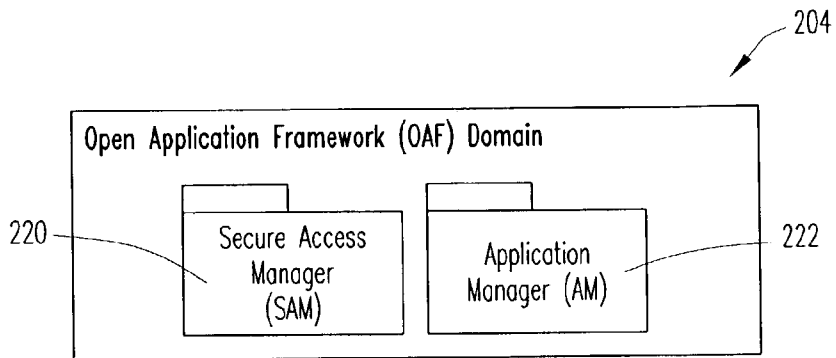 204
Open Application Framework (OAF) Domain
220
Secure Access
Manager
(SAM)
Application
Manager (AM)
222